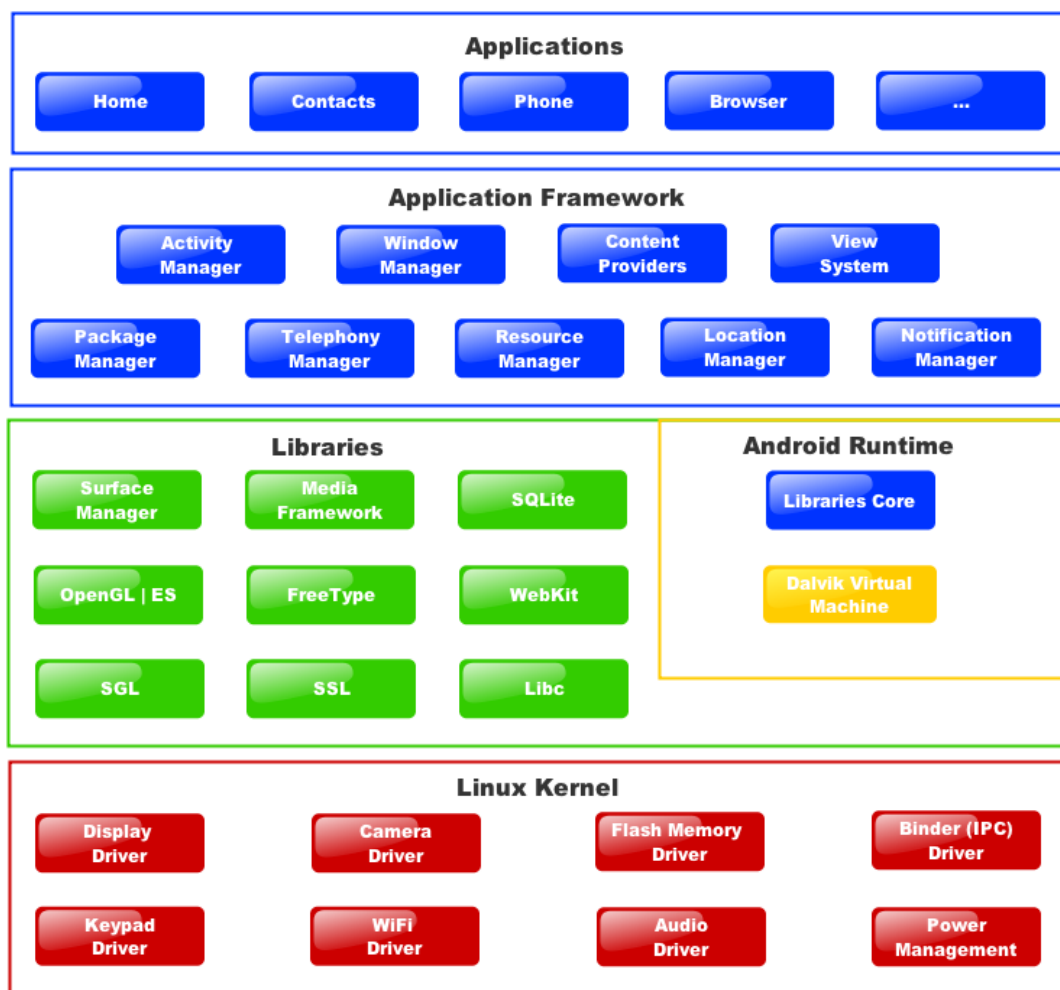 Applications
Home
Contacts
Phone
Browser
...
Application Framework
Activity
Manager
Window
Manager
Content
Providers
View
System
Package
Manager
Telephony
Manager
Resource
Manager
Location
Manager
Notification
Manager
Libraries
Surface
Manager
Media
Framework
SQLite
OpenGL | ES
FreeType
WebKit
SGL
SSL
Libc
Android Runtime
Libraries Core
Dalvik Virtual
Machine
Linux Kernel
Display
Driver
Camera
Driver
Flash Memory
Driver
Binder (IPC)
Driver
Keypad
Driver
WiFi
Driver
Audio
Driver
Power
Management